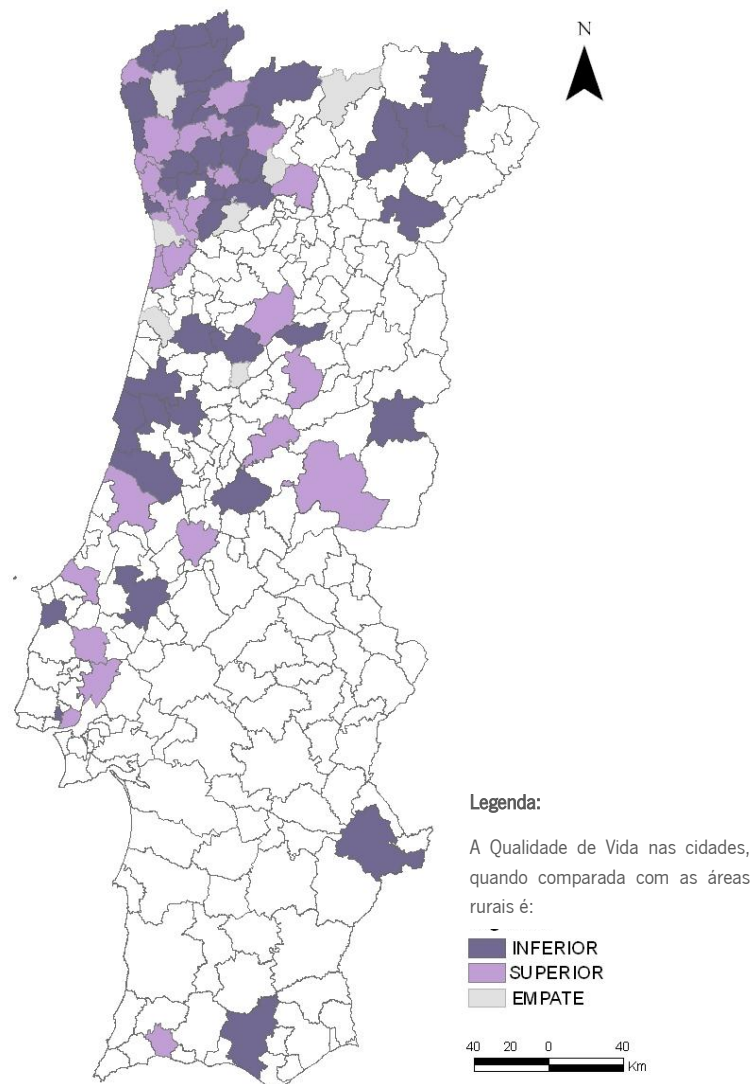 N
Legenda:
A Qualidade de Vida nas cidades,
quando comparada com as áreas
rurais é:
INFERIOR
SUPERIOR
EMPATE
40 20 0 40
Km